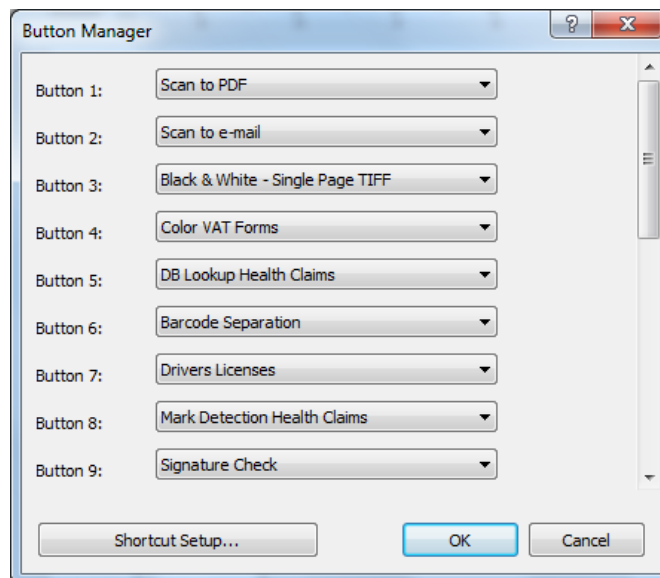 Button Manager
Button 1: Scan to PDF
Button 2: Scan to e-mail
Button 3: Black & White - Single Page TIFF
Button 4: Color VAT Forms
Button 5: DB Lookup Health Claims
Button 6: Barcode Separation
Button 7: Drivers Licenses
Button 8: Mark Detection Health Claims
Button 9: Signature Check
Shortcut Setup... OK Cancel